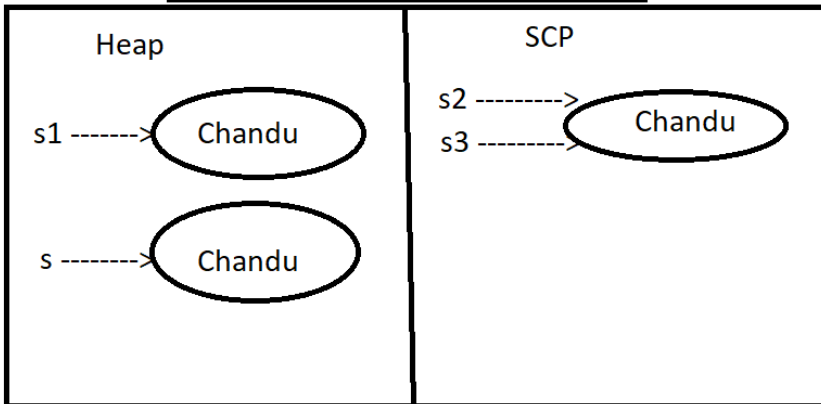 Heap
s1 -------> Chandu
s --------> Chandu
SCP
s2 --------->
s3 --------->
Chandu